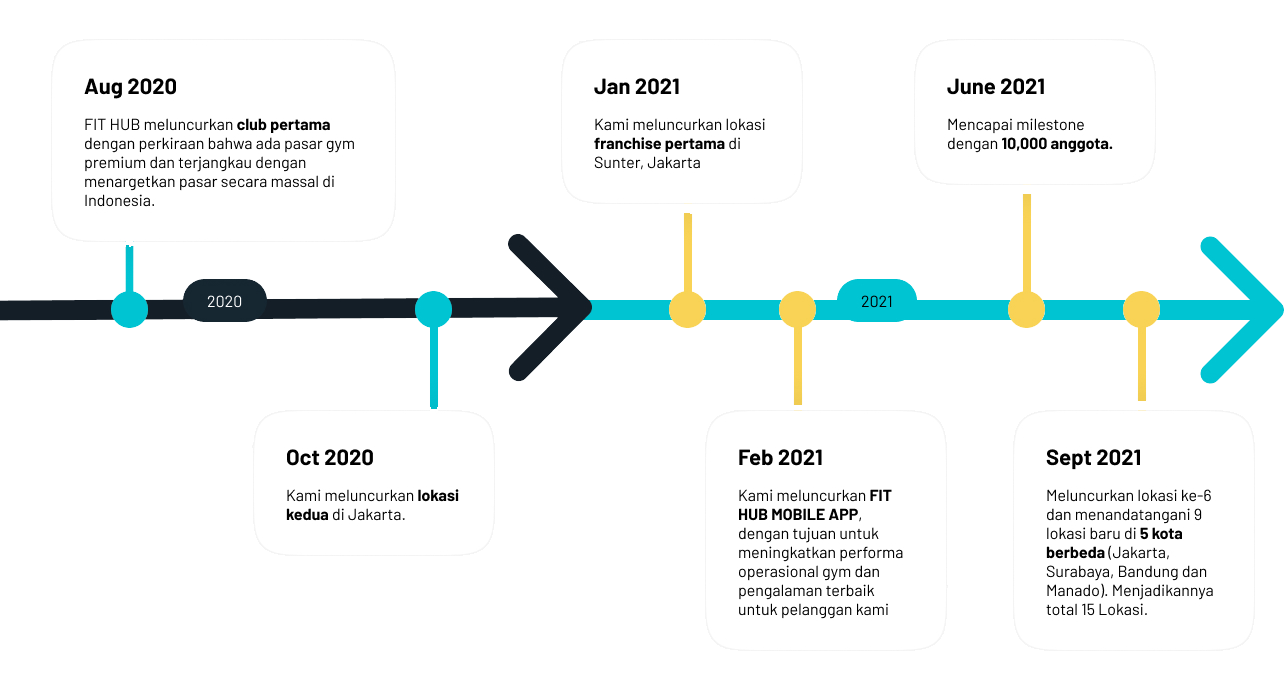 Aug 2020
FIT HUB meluncurkan club pertama
dengan perkiraan bahwa ada pasar gym
premium dan terjangkau dengan
menargetkan pasar secara massal di
Indonesia.
Jan 2021
Kami meluncurkan lokasi
franchise pertama di
Sunter, Jakarta
June 2021
Mencapai milestone
dengan 10,000 anggota.
2020
2021
Oct 2020
Kami meluncurkan lokasi
kedua di Jakarta.
Feb 2021
Kami meluncurkan FIT
HUB MOBILE APP,
dengan tujuan untuk
meningkatkan performa
operasional gym dan
pengalaman terbaik
untuk pelanggan kami
Sept 2021
Meluncurkan lokasi ke-6
dan menandatangani 9
lokasi baru di 5 kota
berbeda (Jakarta,
Surabaya, Bandung dan
Manado). Menjadikannya
total 15 Lokasi.